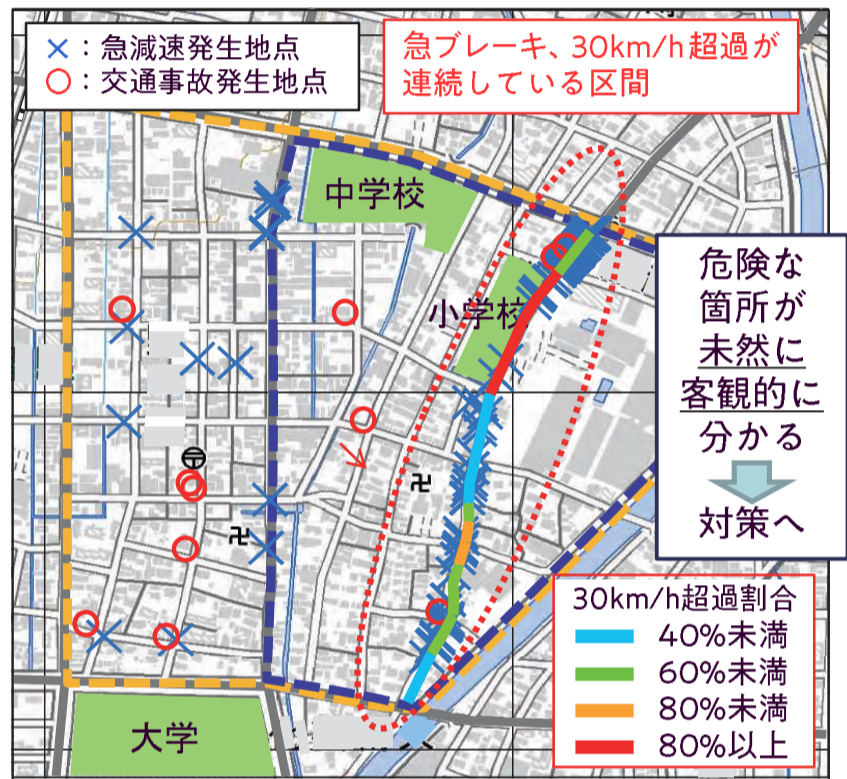 ×：急減速発生地点
○：交通事故発生地点
急ブレーキ、30km/h超過が
連続している区間
中学校
小学校
危険な
箇所が
未然に
客観的に
分かる
対策へ
30km/h超過割合
40%未満
60%未満
80%未満
80%以上
大学